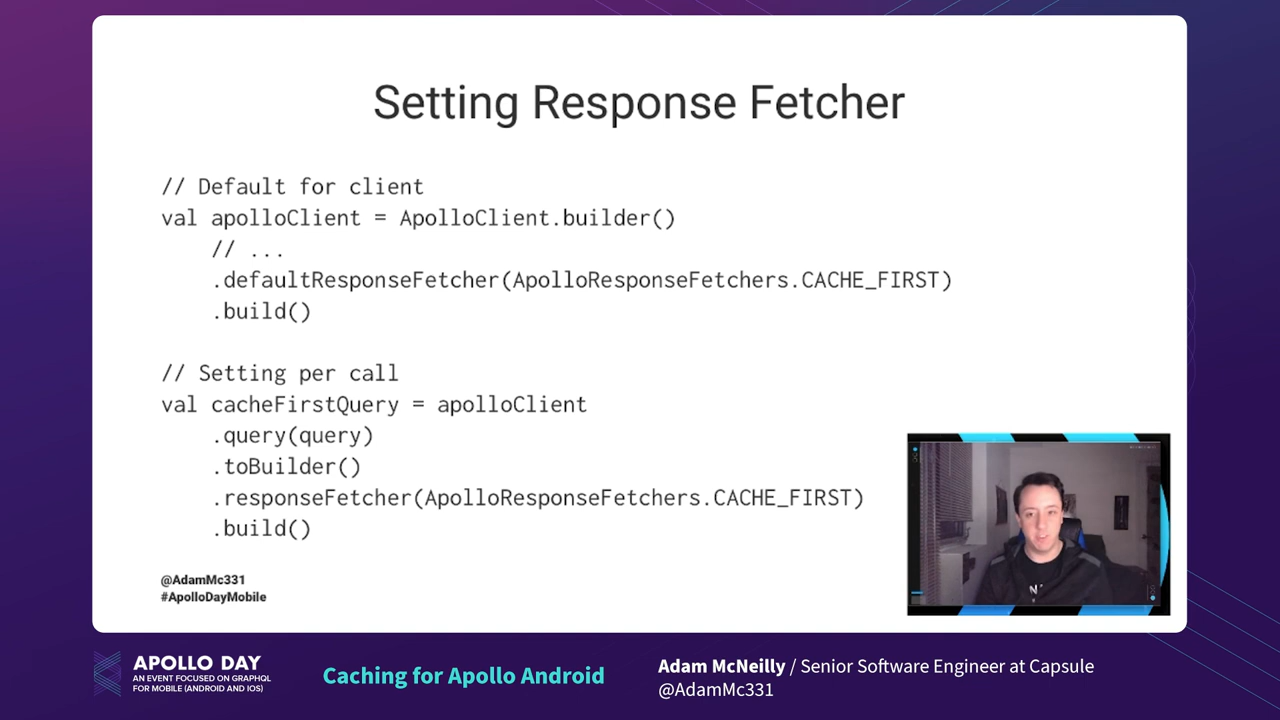 Setting Response Fetcher
// Default for client
val apolloClient = ApolloClient.builder()
    // ...
    .defaultResponseFetcher(ApolloResponseFetchers.CACHE_FIRST)
    .build()
// Setting per call
val cacheFirstQuery = apolloClient
    .query(query)
    .toBuilder()
    .responseFetcher(ApolloResponseFetchers.CACHE_FIRST)
    .build()
@AdamMc331
#ApolloDayMobile
APOLLO DAY
AN EVENT FOCUSED ON GRAPHQL
FOR MOBILE (ANDROID AND IOS)
Caching for Apollo Android
Adam McNeilly / Senior Software Engineer at Capsule
@AdamMc331